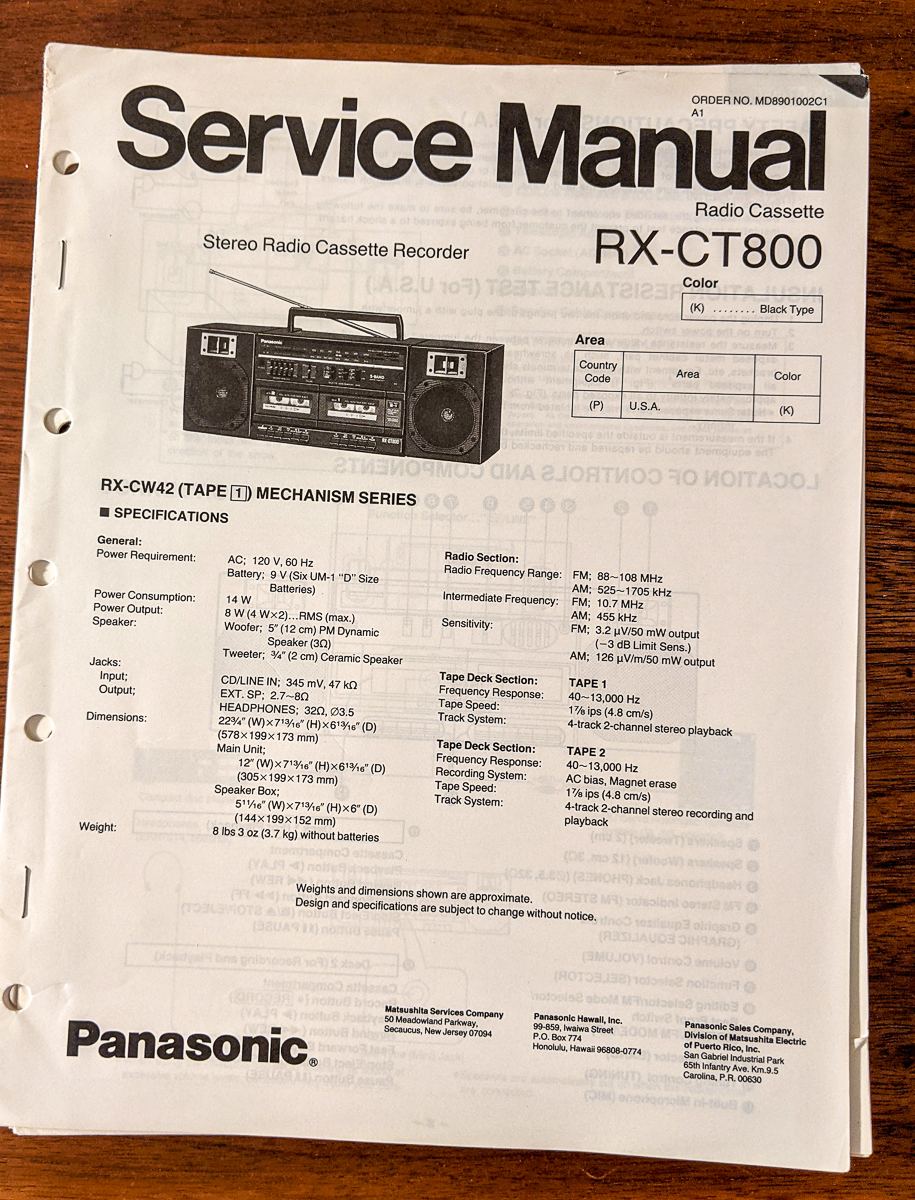 ORDER NO. MD8901002C1
A1
Service Manual
Radio Cassette
Stereo Radio Cassette Recorder
RX-CT800
Color
(K) ........ Black Type
Area
Country Code Area Color
(P) U.S.A. (K)
Panasonic
RX-CT800
RX-CW42 (TAPE 1) MECHANISM SERIES
■ SPECIFICATIONS
General:
Power Requirement: AC; 120 V, 60 Hz
Battery; 9 V (Six UM-1 "D" Size
Batteries)
Power Consumption: 14 W
Power Output: 8 W (4 W×2)...RMS (max.)
Speaker: Woofer; 5" (12 cm) PM Dynamic
Speaker (3Ω)
Tweeter; ¾" (2 cm) Ceramic Speaker
Jacks:
Input; CD/LINE IN; 345 mV, 47 kΩ
Output; EXT. SP; 2.7~8Ω
HEADPHONES; 32Ω, Ø3.5
Dimensions: 22¾" (W)×7¹³⁄₁₆" (H)×6¹³⁄₁₆" (D)
(578×199×173 mm)
Main Unit;
12" (W)×7¹³⁄₁₆" (H)×6¹³⁄₁₆" (D)
(305×199×173 mm)
Speaker Box;
5¹¹⁄₁₆" (W)×7¹³⁄₁₆" (H)×6" (D)
(144×199×152 mm)
Weight: 8 lbs 3 oz (3.7 kg) without batteries
Radio Section:
Radio Frequency Range: FM; 88~108 MHz
AM; 525~1705 kHz
Intermediate Frequency: FM; 10.7 MHz
AM; 455 kHz
Sensitivity: FM; 3.2 µV/50 mW output
(−3 dB Limit Sens.)
AM; 126 µV/m/50 mW output
Tape Deck Section: TAPE 1
Frequency Response: 40~13,000 Hz
Tape Speed: 1⅞ ips (4.8 cm/s)
Track System: 4-track 2-channel stereo playback
Tape Deck Section: TAPE 2
Frequency Response: 40~13,000 Hz
Recording System: AC bias, Magnet erase
Tape Speed: 1⅞ ips (4.8 cm/s)
Track System: 4-track 2-channel stereo recording and
playback
Weights and dimensions shown are approximate.
Design and specifications are subject to change without notice.
Panasonic®
Matsushita Services Company
50 Meadowland Parkway,
Secaucus, New Jersey 07094
Panasonic Hawaii, Inc.
99-859, Iwaiwa Street
P.O. Box 774
Honolulu, Hawaii 96808-0774
Panasonic Sales Company,
Division of Matsushita Electric
of Puerto Rico, Inc.
San Gabriel Industrial Park
65th Infantry Ave. Km.9.5
Carolina, P.R. 00630